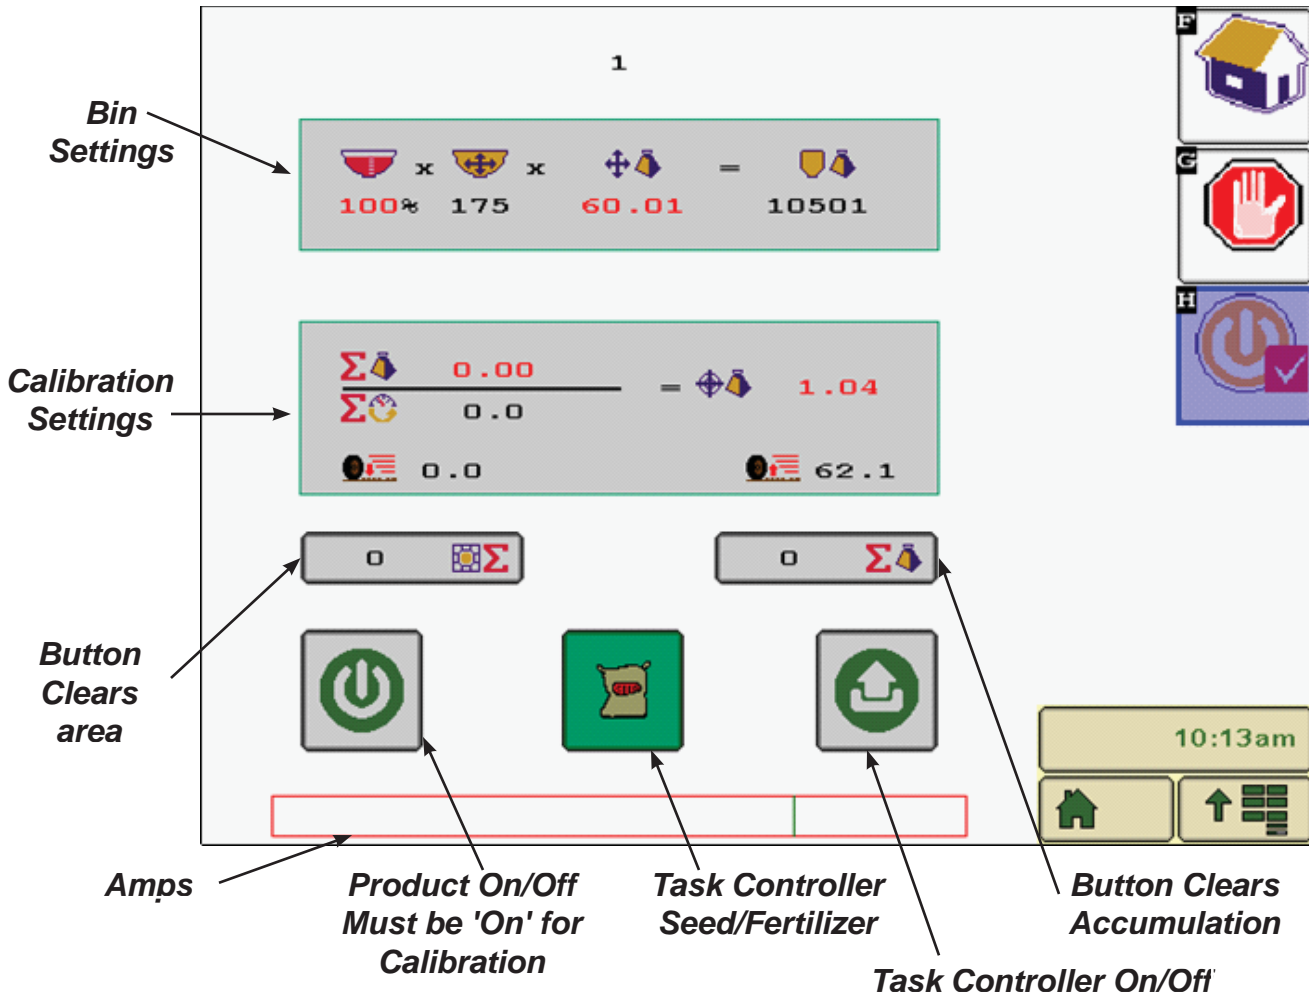 F
1
Bin
Settings
x x =
100% 175 60.01 10501
G
H
Calibration
Settings
Σ 0.00
= 1.04
Σ 0.0
0.0 62.1
0 Σ
0 Σ
Button
Clears
area
10:13am
Amps
Product On/Off
Must be 'On' for
Calibration
Task Controller
Seed/Fertilizer
Button Clears
Accumulation
Task Controller On/Off